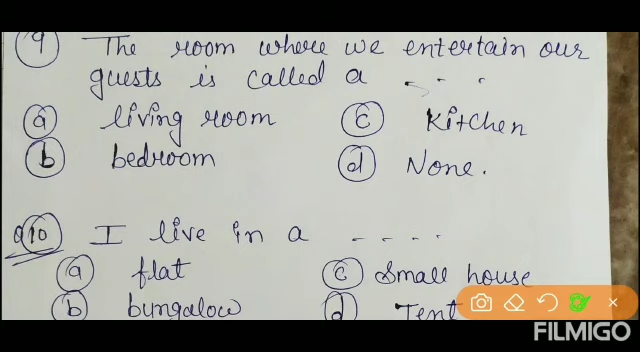 9 The room where we entertain our
guests is called a ....
a living room c Kitchen
b bedroom d None.
Q10 I live in a ....
a flat c Small house
b bungalow d Tent
FILMIGO